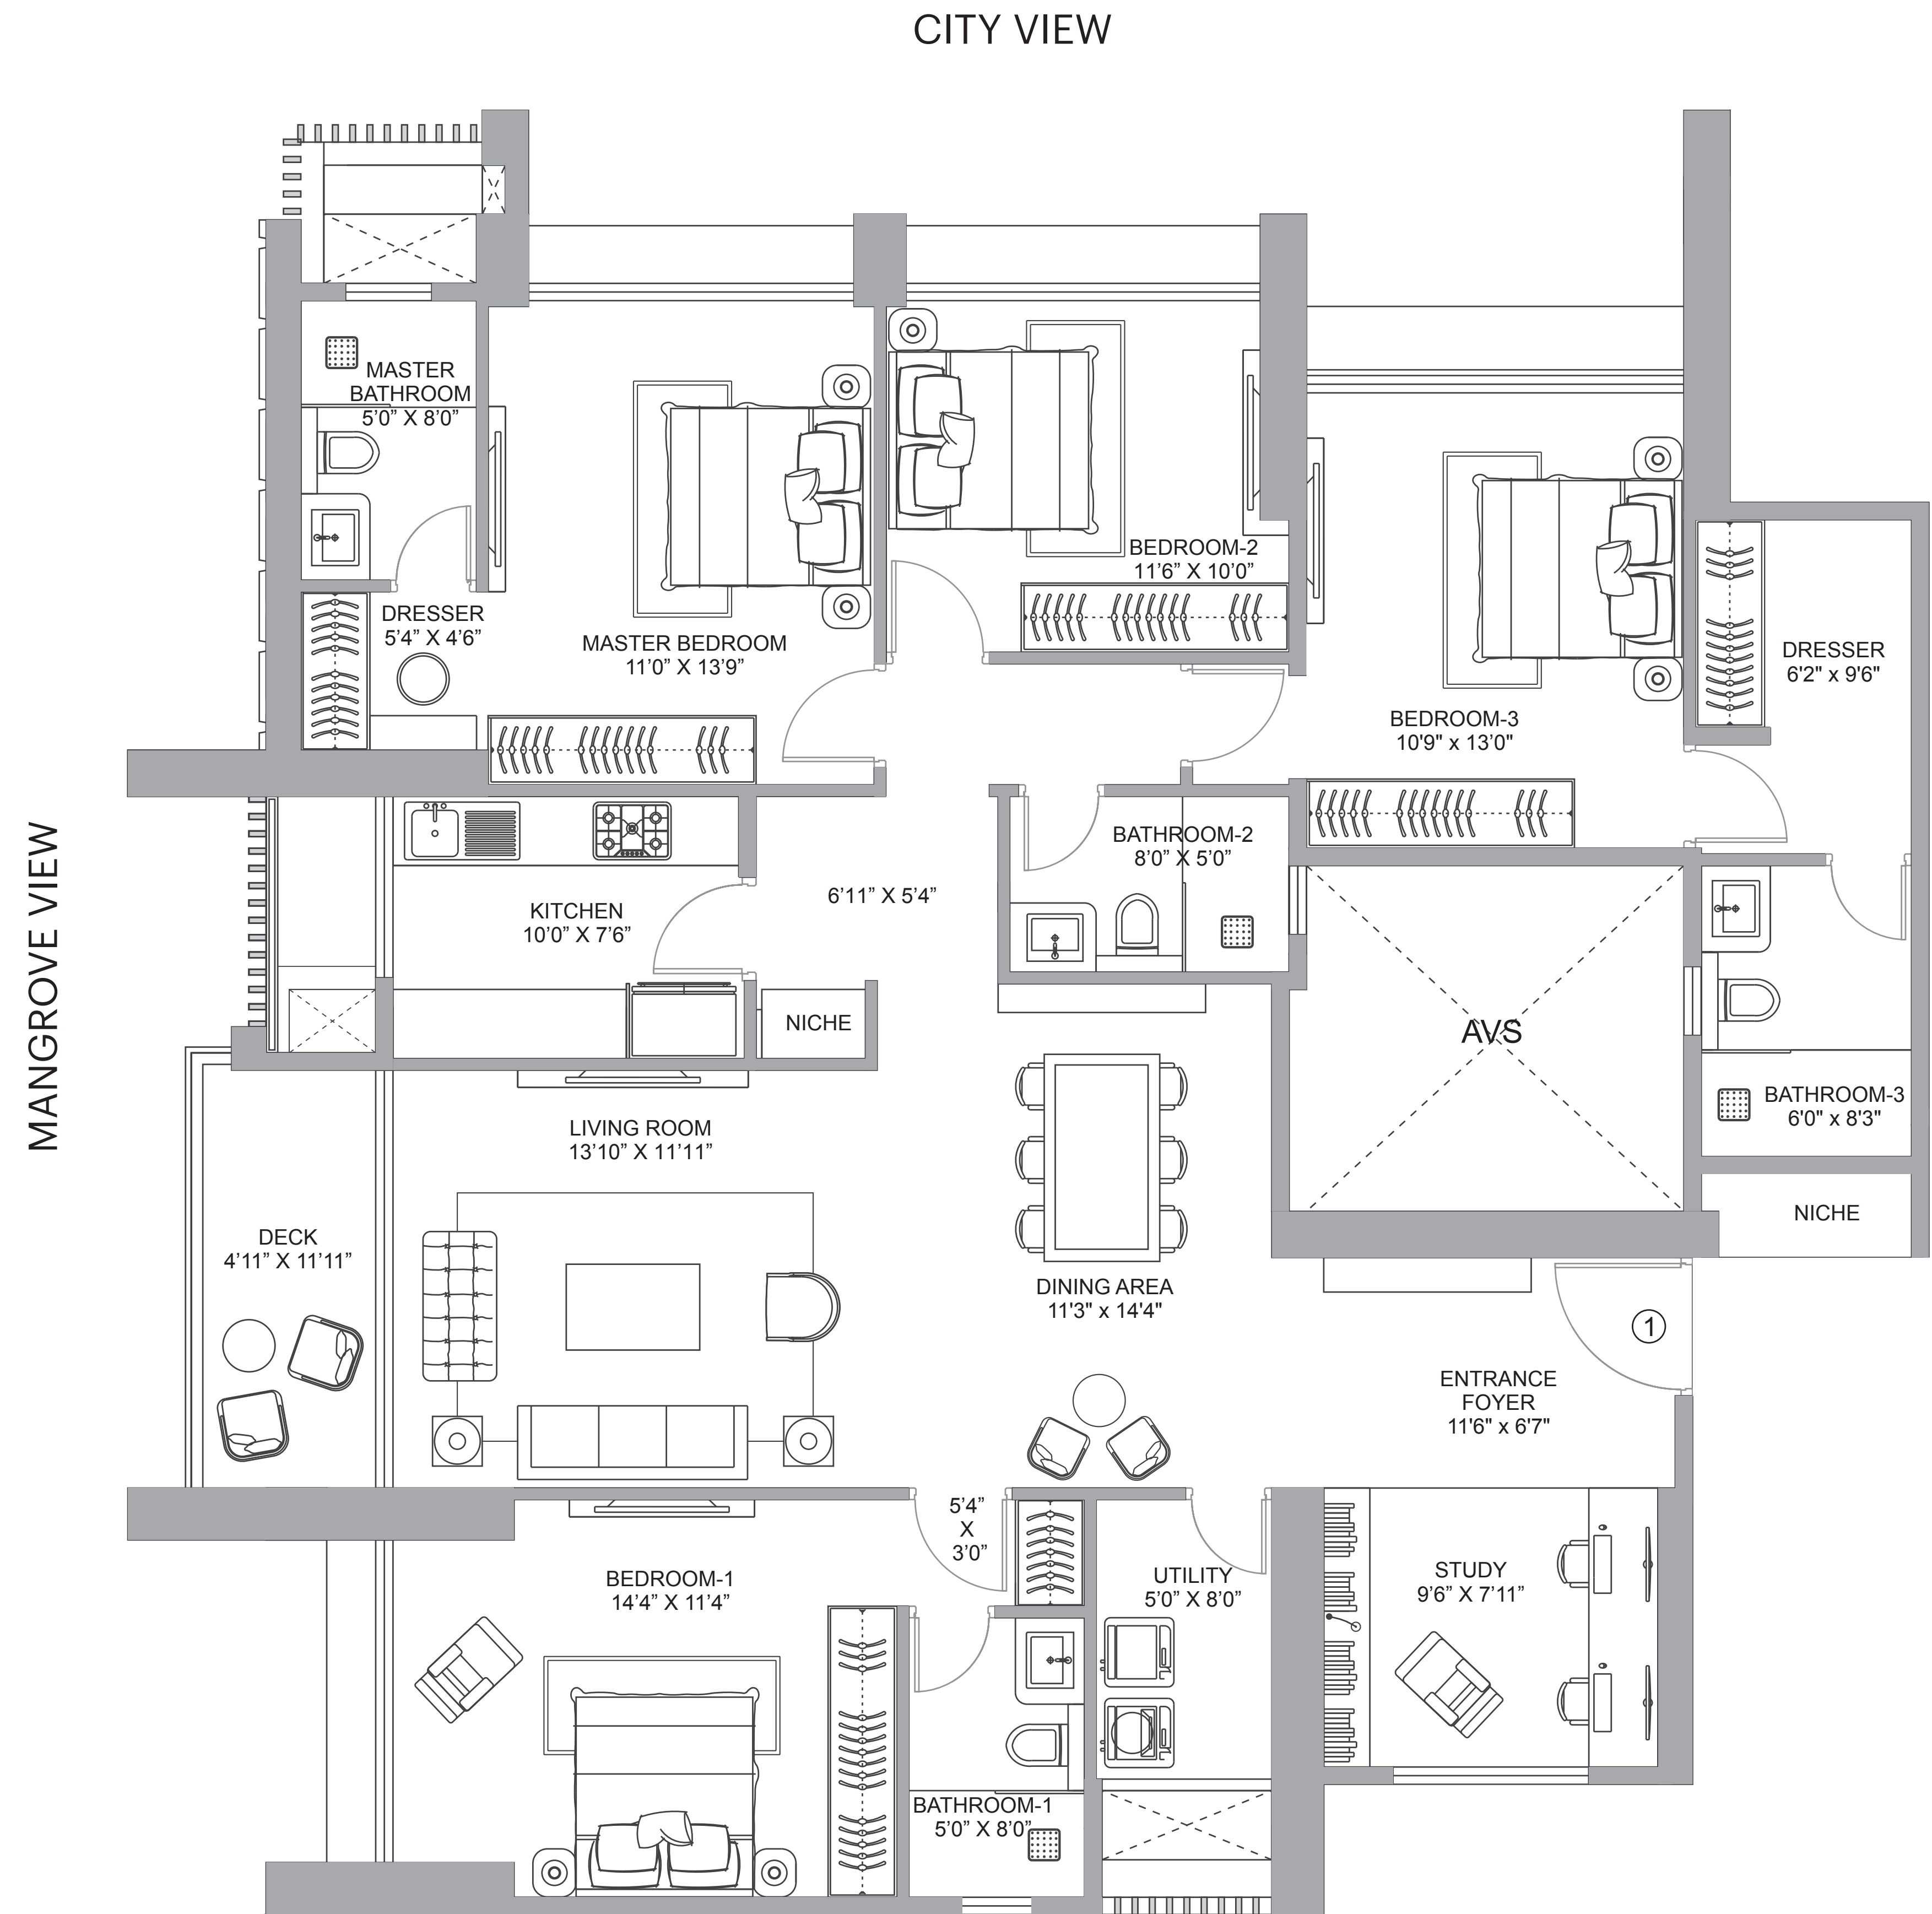 CITY VIEW
MANGROVE VIEW
MASTER
BATHROOM
5’0” X 8’0”
DRESSER
5’4” X 4’6”
MASTER BEDROOM
11’0” X 13’9”
BEDROOM-2
11’6” X 10’0”
BEDROOM-3
10'9" x 13'0"
DRESSER
6'2" x 9'6"
KITCHEN
10’0” X 7’6”
6’11” X 5’4”
BATHROOM-2
8’0” X 5’0”
NICHE
AVS
BATHROOM-3
6'0" x 8'3"
NICHE
LIVING ROOM
13’10” X 11’11”
DECK
4’11” X 11’11”
DINING AREA
11'3" x 14'4"
1
ENTRANCE
FOYER
11'6" x 6'7"
5’4”
X
3’0”
BEDROOM-1
14’4” X 11’4”
UTILITY
5’0” X 8’0”
STUDY
9’6” X 7’11”
BATHROOM-1
5’0” X 8’0”